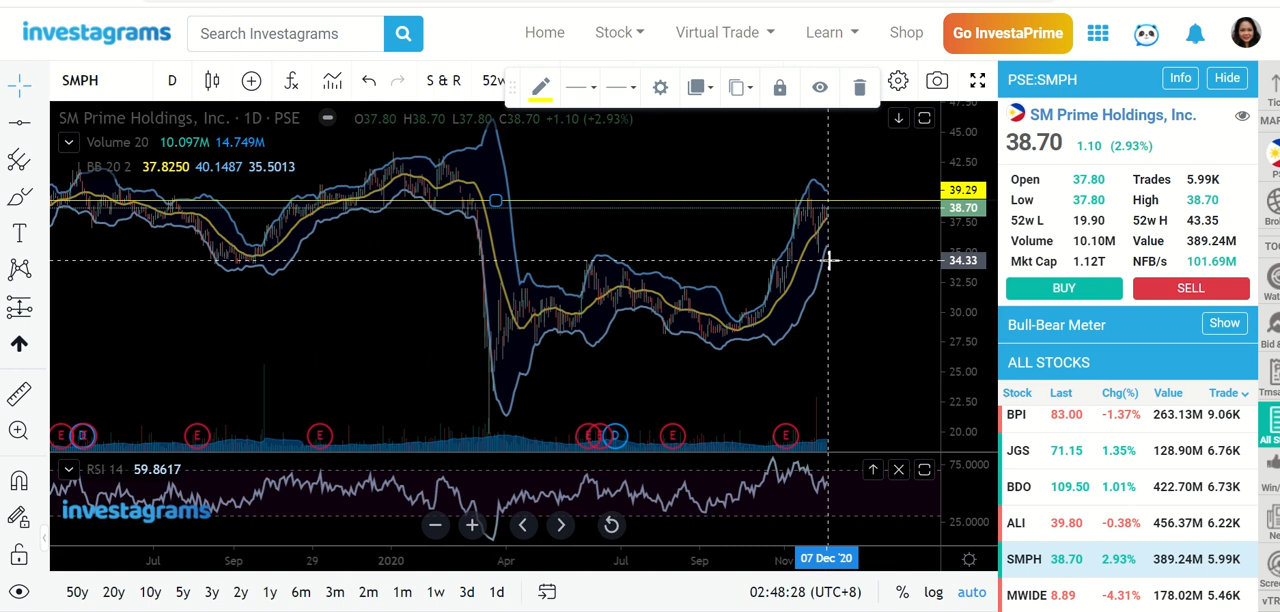 investagrams
Search Investagrams
Home
Stock
Virtual Trade
Learn
Shop
Go InvestaPrime
SMPH
D
S & R
52w
SM Prime Holdings, Inc. · 1D · PSE
O37.80 H38.70 L37.80 C38.70 +1.10 (+2.93%)
Volume 20 10.097M 14.749M
BB 20 2 37.8250 40.1487 35.5013
47.50
45.00
42.50
39.29
38.70
37.50
35.00
34.33
32.50
30.00
27.50
25.00
22.50
20.00
E D E E E E D E E
RSI 14 59.8617
75.0000
25.0000
investagrams
Jul
Sep
29
2020
Apr
Jul
Sep
Nov
07 Dec '20
50y 20y 10y 5y 3y 2y 1y 6m 3m 2m 1m 1w 3d 1d
02:48:28 (UTC+8)
% log auto
PSE:SMPH
Info
Hide
SM Prime Holdings, Inc.
38.70 1.10 (2.93%)
Open 37.80 Trades 5.99K
Low 37.80 High 38.70
52w L 19.90 52w H 43.35
Volume 10.10M Value 389.24M
Mkt Cap 1.12T NFB/s 101.69M
BUY
SELL
Bull-Bear Meter
Show
ALL STOCKS
Stock Last Chg(%) Value Trade
BPI 83.00 -1.37% 263.13M 9.06K
JGS 71.15 1.35% 128.90M 6.76K
BDO 109.50 1.01% 422.70M 6.73K
ALI 39.80 -0.38% 456.37M 6.22K
SMPH 38.70 2.93% 389.24M 5.99K
MWIDE 8.89 -4.31% 178.02M 5.46K
All S